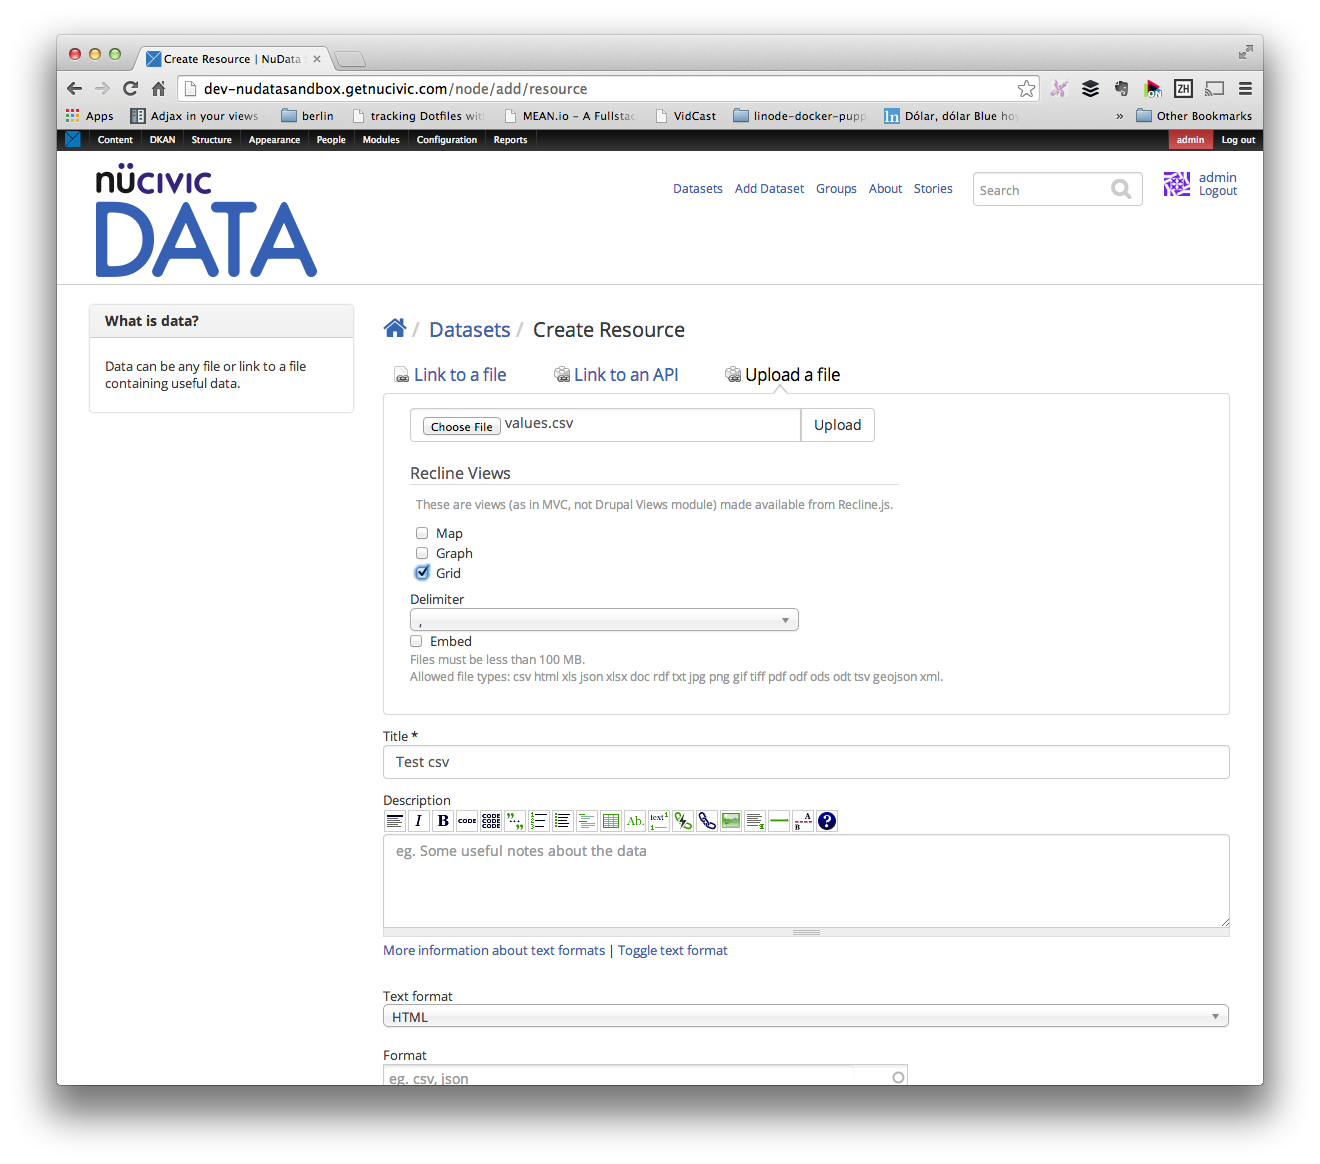 Create Resource | NuData
dev-nudatasandbox.getnucivic.com/node/add/resource
Apps Adjax in your views berlin tracking Dotfiles wit MEAN.io – A Fullsta VidCast linode-docker-pupp Dólar, dólar Blue hoy » Other Bookmarks
Content DKAN Structure Appearance People Modules Configuration Reports admin Log out
nüCIVIC
DATA
Datasets Add Dataset Groups About Stories Search admin
Logout
What is data?
Data can be any file or link to a file
containing useful data.
/ Datasets / Create Resource
Link to a file Link to an API Upload a file
Choose File values.csv Upload
Recline Views
These are views (as in MVC, not Drupal Views module) made available from Recline.js.
Map
Graph
Grid
Delimiter
,
Embed
Files must be less than 100 MB.
Allowed file types: csv html xls json xlsx doc rdf txt jpg png gif tiff pdf odf ods odt tsv geojson xml.
Title *
Test csv
Description
I B CODE CODE CODE CODE Ab. text¹ A B ?
eg. Some useful notes about the data
More information about text formats | Toggle text format
Text format
HTML
Format
eg. csv, json